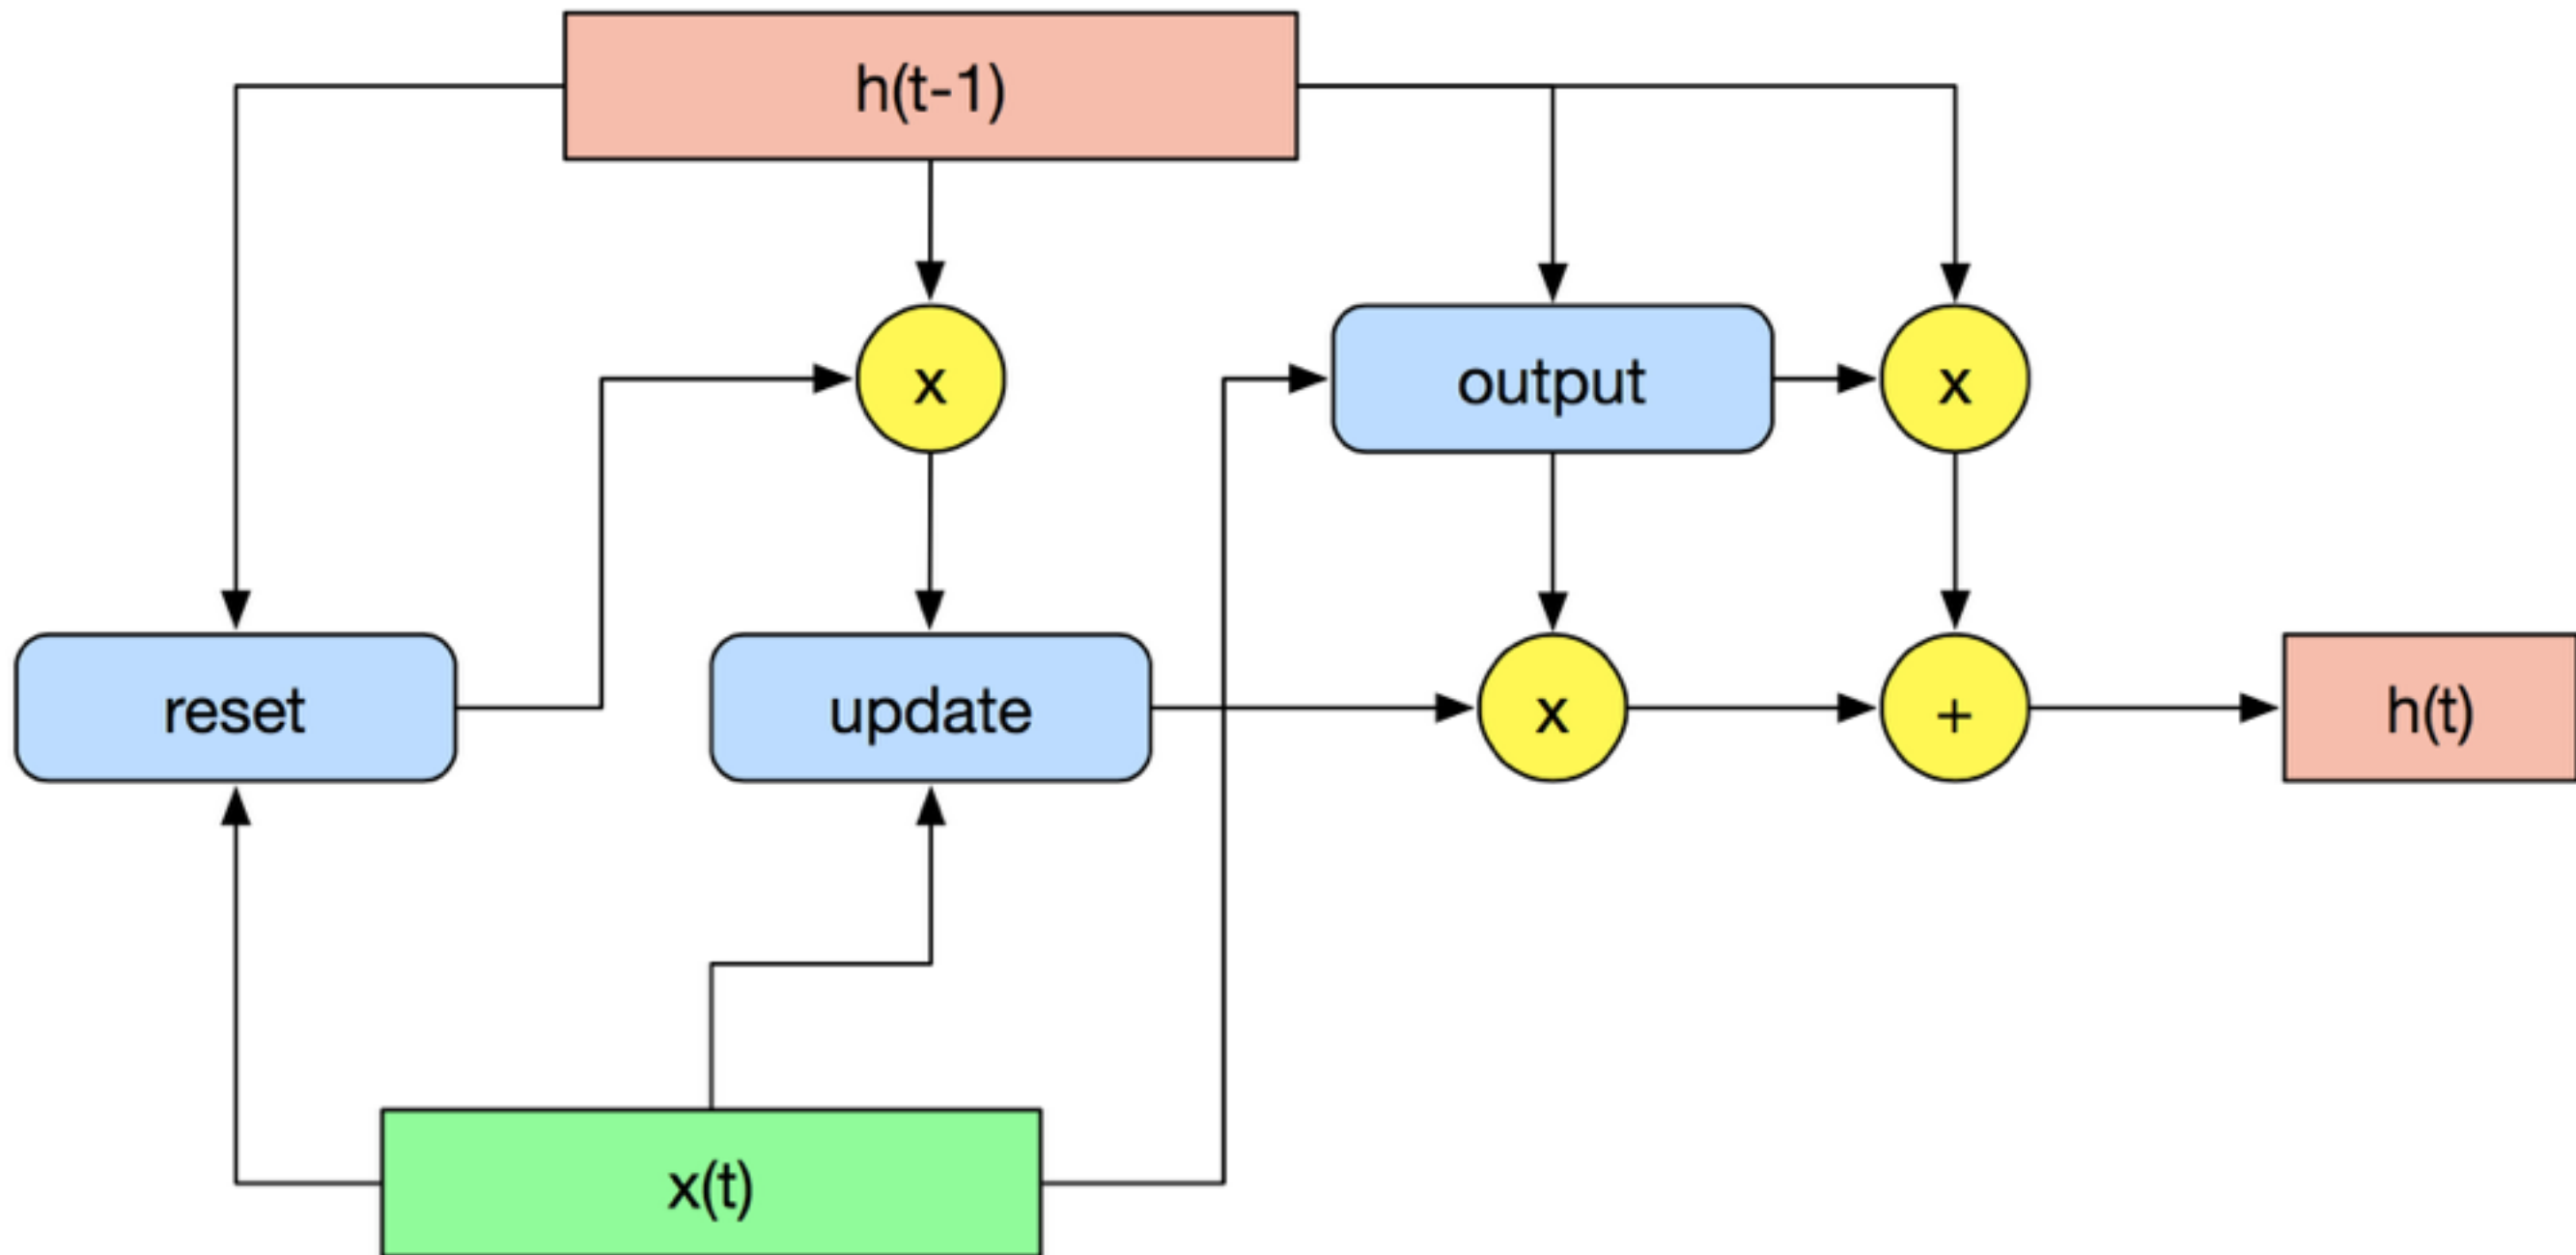 h(t-1)
x
output
x
reset
update
x
+
h(t)
x(t)